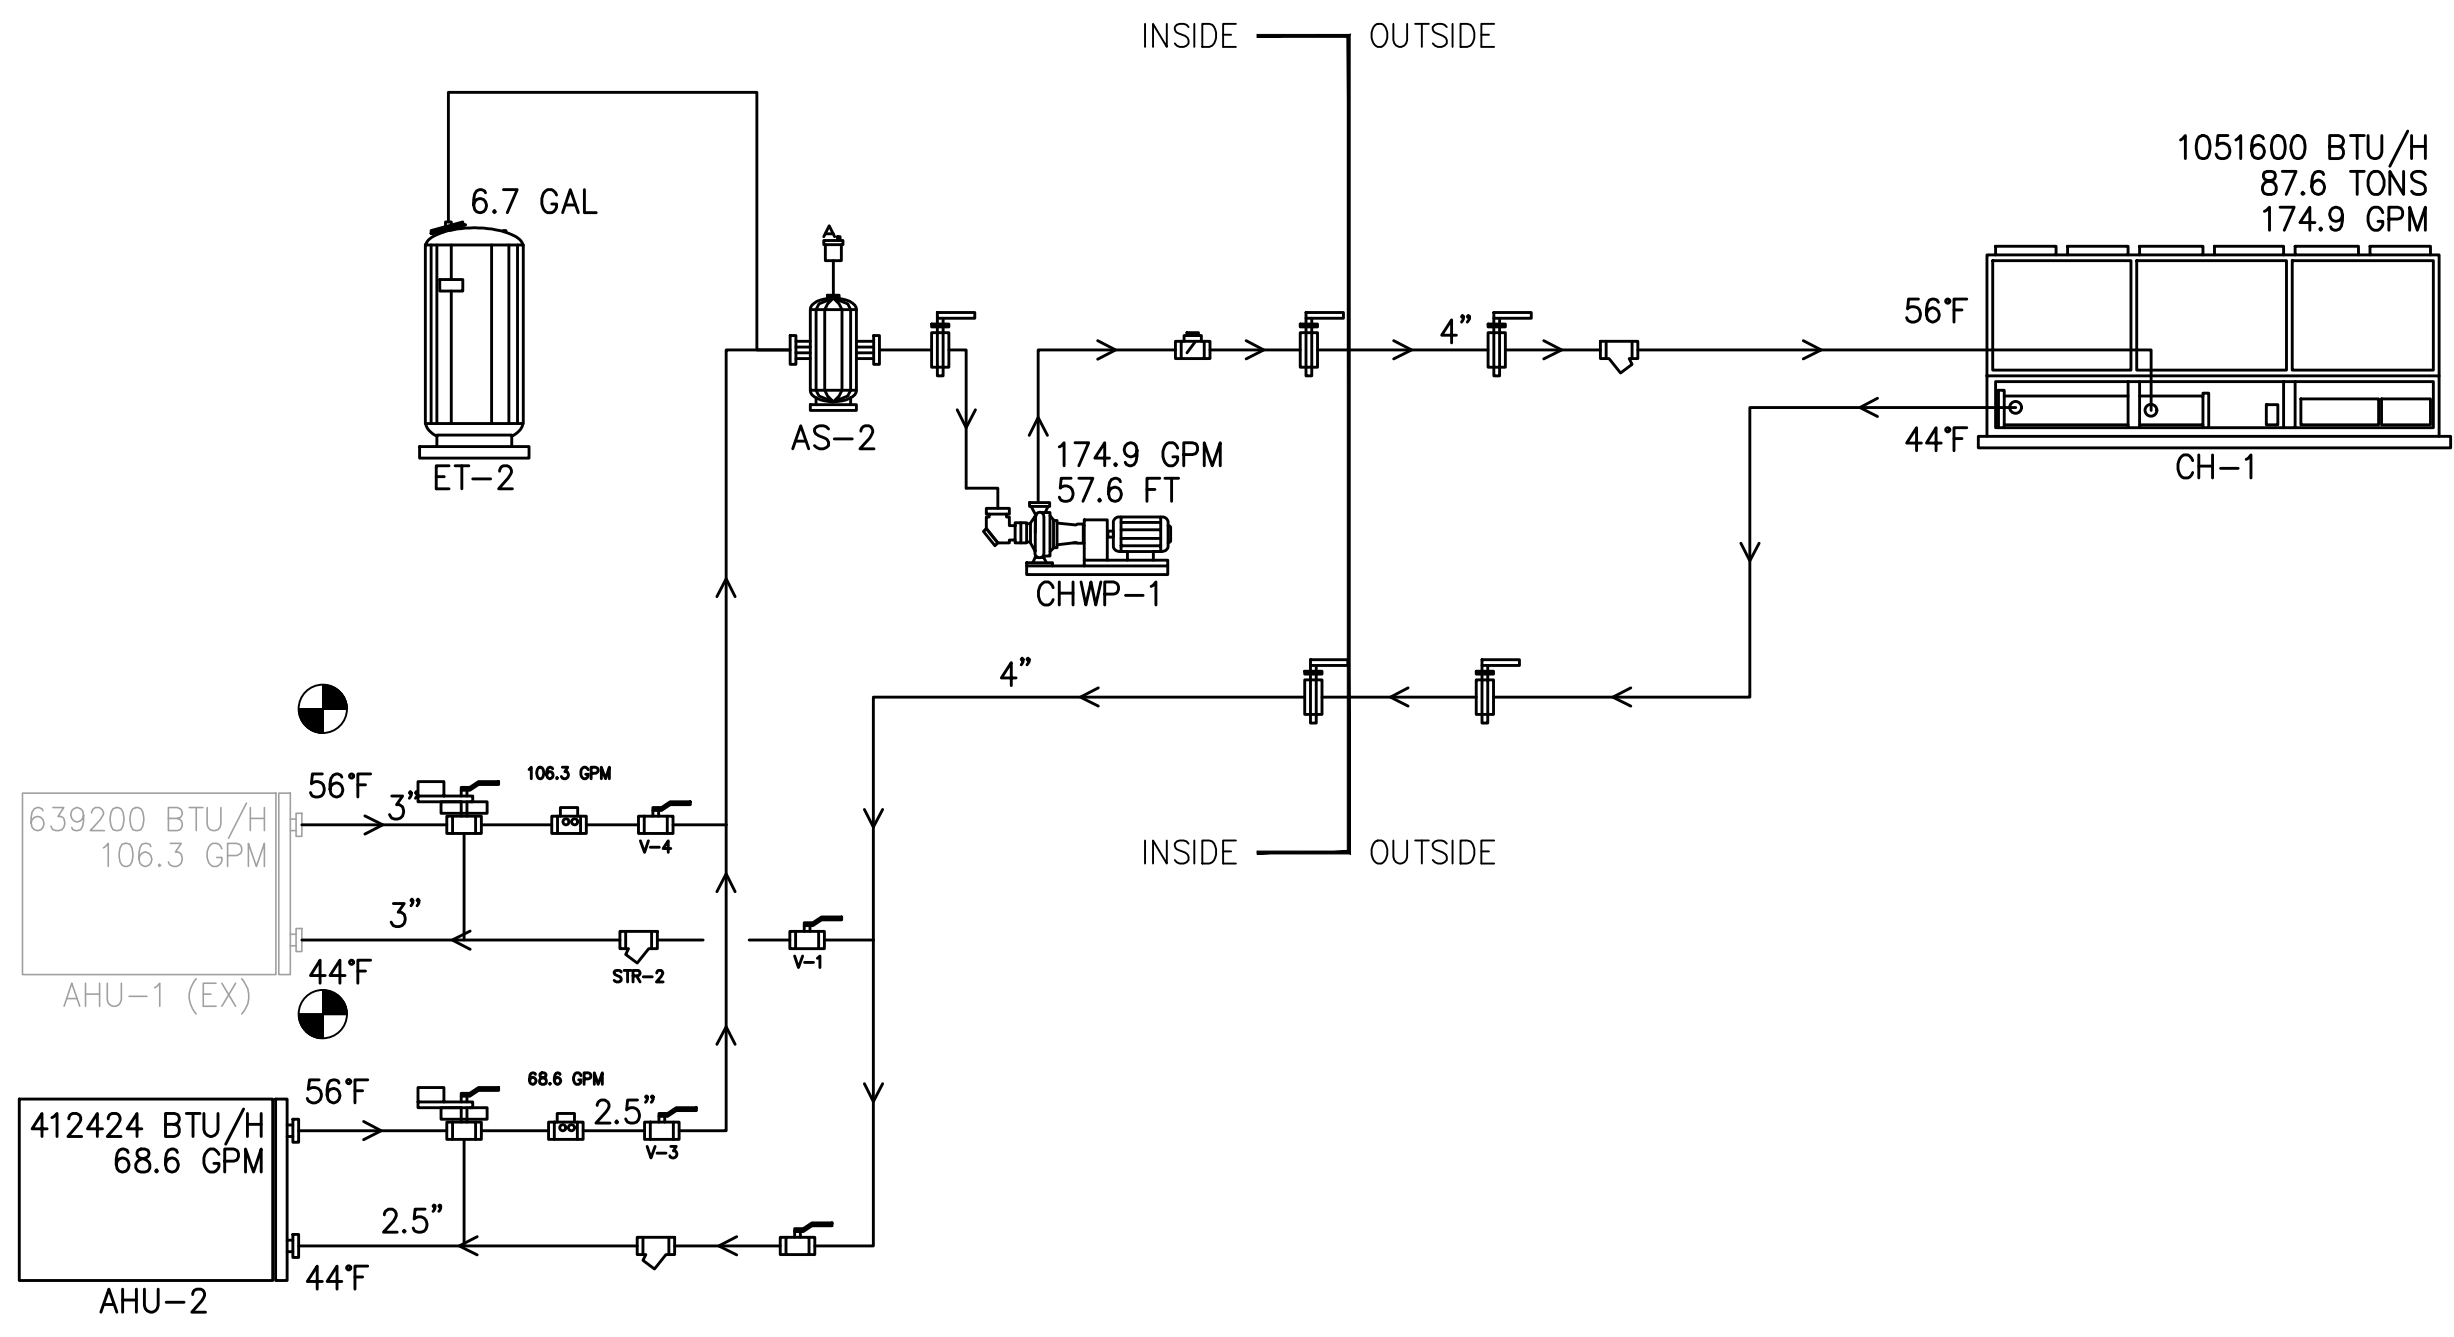 INSIDE
OUTSIDE
1051600 BTU/H
87.6 TONS
174.9 GPM
6.7 GAL
A
56°F
4”
44°F
AS-2
174.9 GPM
57.6 FT
ET-2
CH-1
CHWP-1
4”
56°F
3”
106.3 GPM
639200 BTU/H
106.3 GPM
V-4
INSIDE
OUTSIDE
3”
44°F
STR-2
V-1
AHU-1 (EX)
56°F
68.6 GPM
2.5”
412424 BTU/H
68.6 GPM
V-3
2.5”
44°F
AHU-2